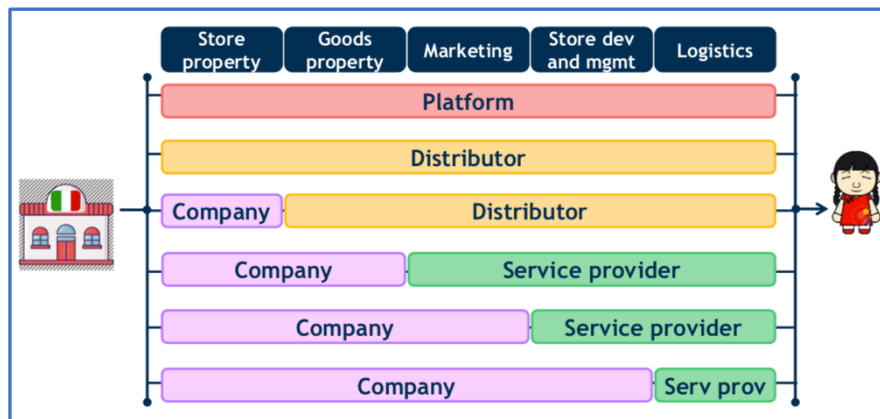 Store property
Goods property
Marketing
Store dev and mgmt
Logistics
Platform
Distributor
Company
Distributor
Company
Service provider
Company
Service provider
Company
Serv prov